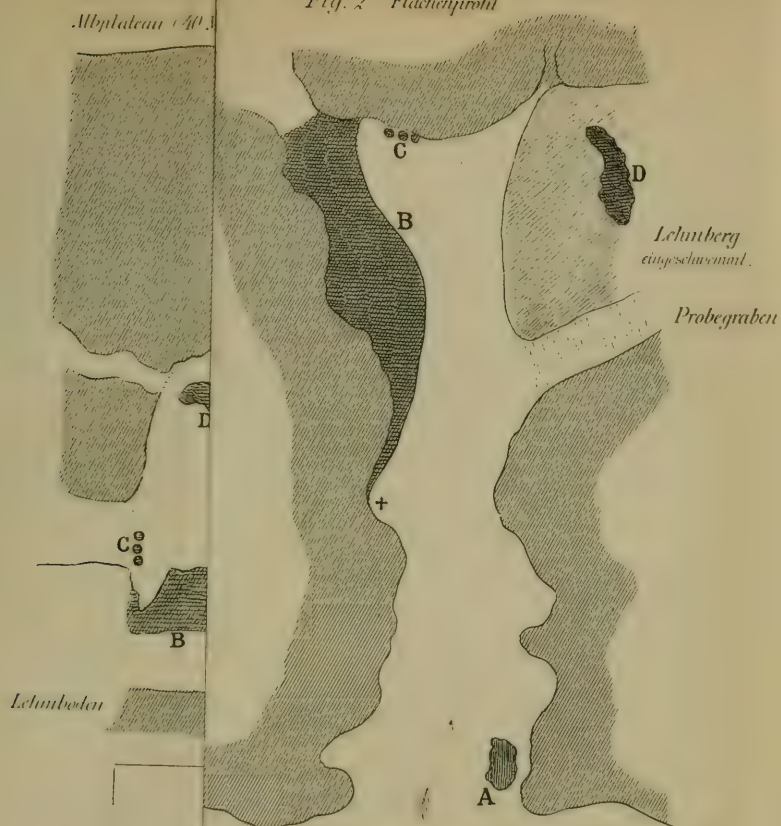 Albplateau (40 M
Fig. 2 Flächenprofil
C
D
B
Lehmberg
eingeschwemmt.
Probegraben
D
+
C
B
Lehmboden
A